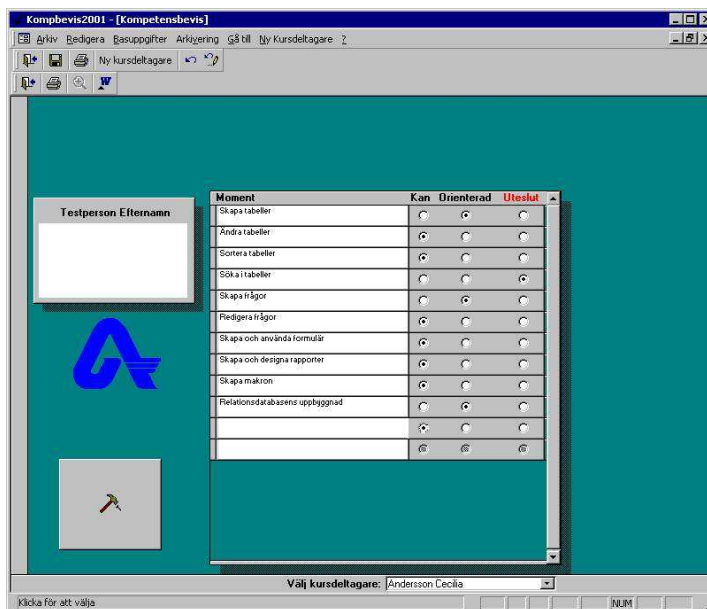 Kompbevis2001 - [Kompetensbevis]
Arkiv Redigera Basuppgifter Arkivering Gå till Ny Kursdeltagare ?
Ny kursdeltagare
W
Testperson Efternamn
Moment Kan Orienterad Uteslut
Skapa tabeller
Ändra tabeller
Sortera tabeller
Söka i tabeller
Skapa frågor
Redigera frågor
Skapa och använda formulär
Skapa och designa rapporter
Skapa makron
Relationsdatabasens uppbyggnad
Välj kursdeltagare: Andersson Cecilia
Klicka för att välja NUM